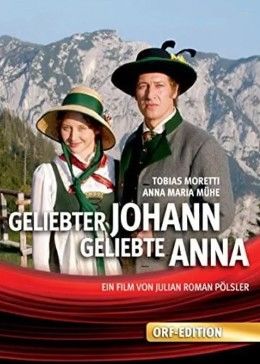 TOBIAS MORETTI
ANNA MARIA MÜHE
GELIEBTER JOHANN
GELIEBTE ANNA
EIN FILM VON JULIAN ROMAN PÖLSLER
ORF-EDITION